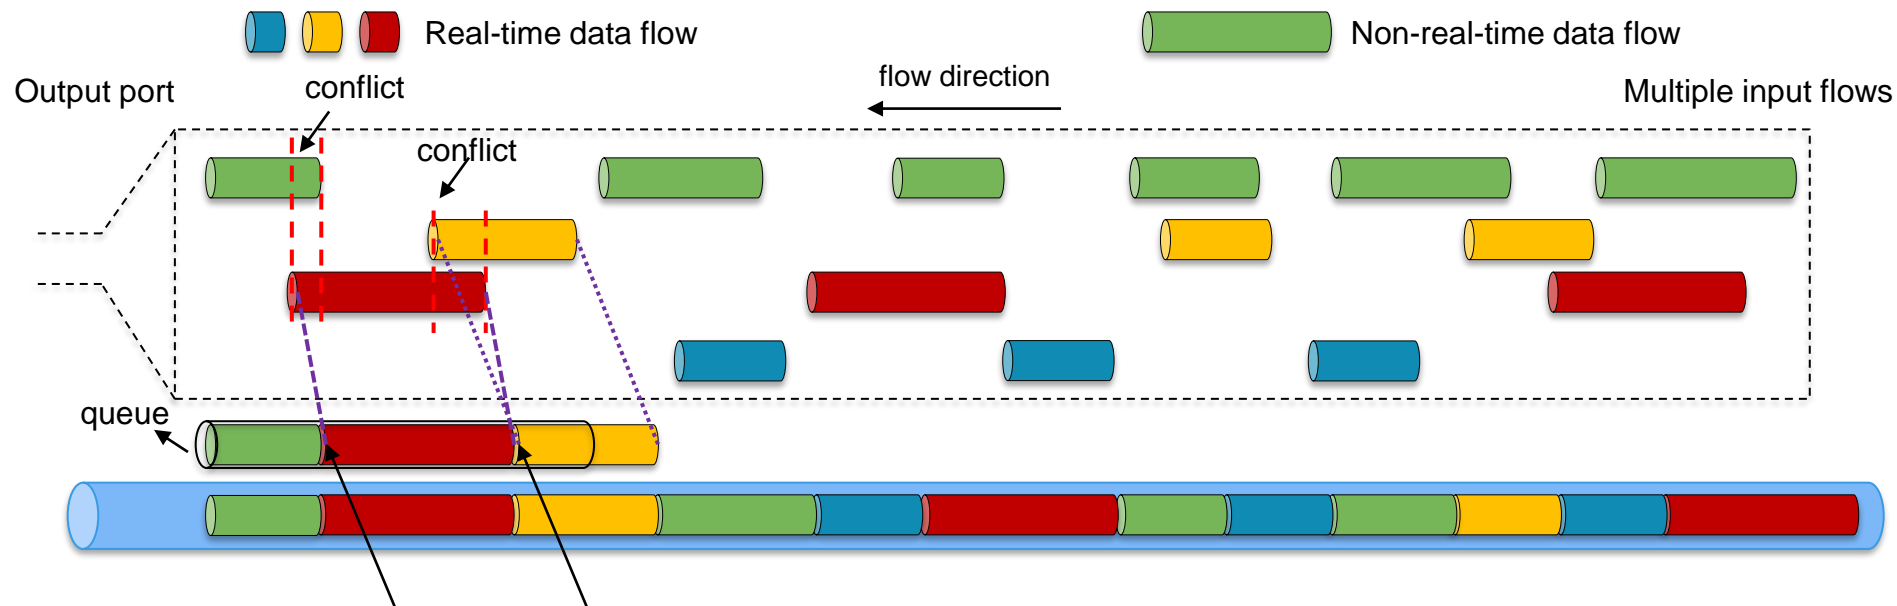 Real-time data flow
Non-real-time data flow
Output port
conflict
flow direction
Multiple input flows
conflict
queue